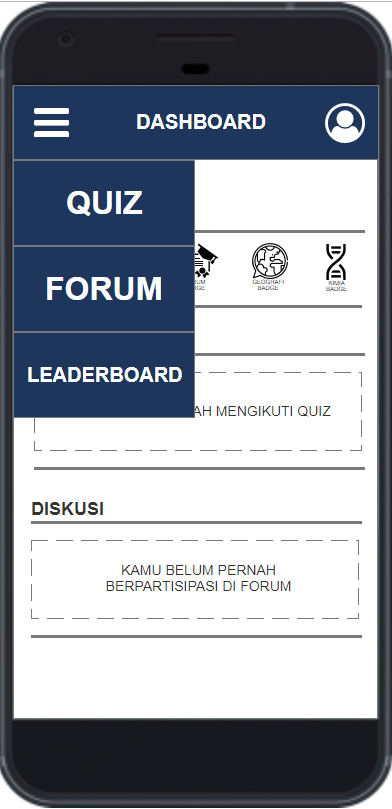 DASHBOARD
QUIZ
FORUM
LEADERBOARD
GEOGRAFI
BADGE
KIMIA
BADGE
AH MENGIKUTI QUIZ
DISKUSI
KAMU BELUM PERNAH
BERPARTISIPASI DI FORUM